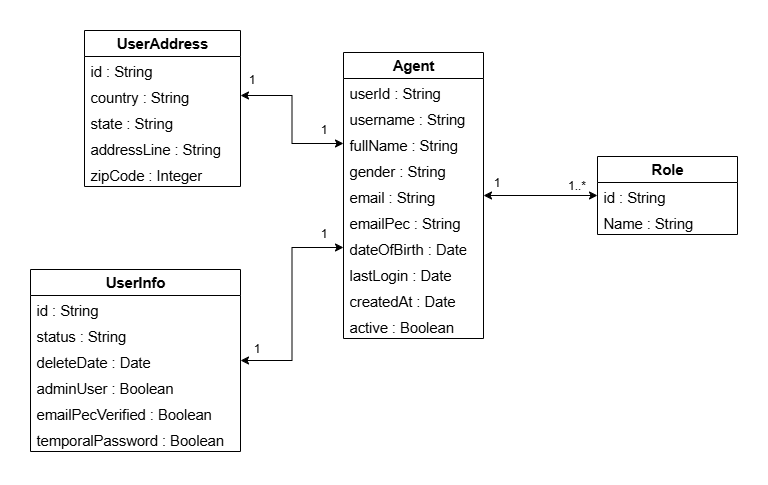 UserAddress
id : String
country : String
state : String
addressLine : String
zipCode : Integer
1
1
Agent
userId : String
username : String
fullName : String
gender : String
email : String
emailPec : String
dateOfBirth : Date
lastLogin : Date
createdAt : Date
active : Boolean
1
1..*
Role
id : String
Name : String
1
1
UserInfo
id : String
status : String
deleteDate : Date
adminUser : Boolean
emailPecVerified : Boolean
temporalPassword : Boolean